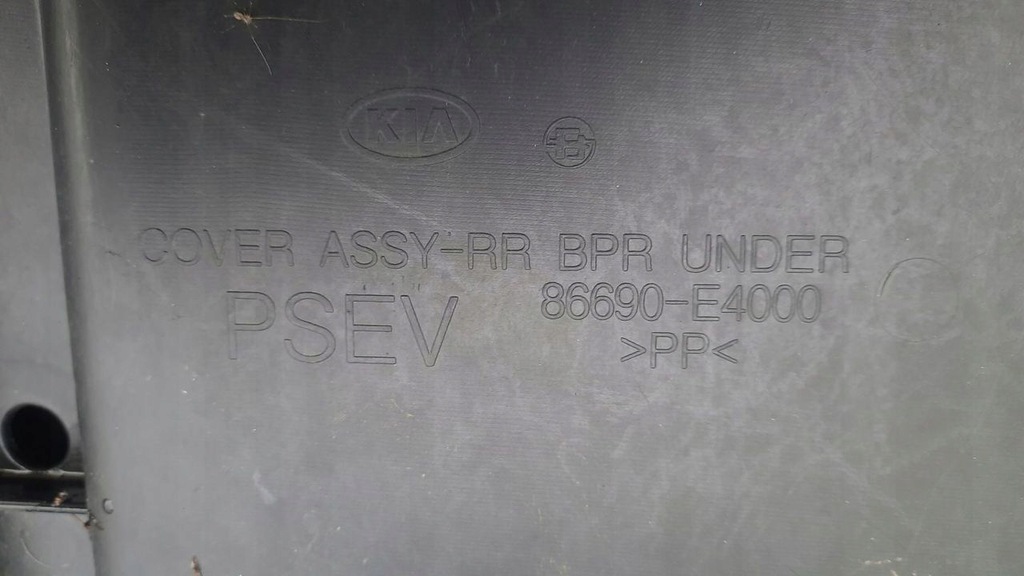 KIA
COVER ASSY-RR BPR UNDER
PSEV 86690-E4000
>PP<